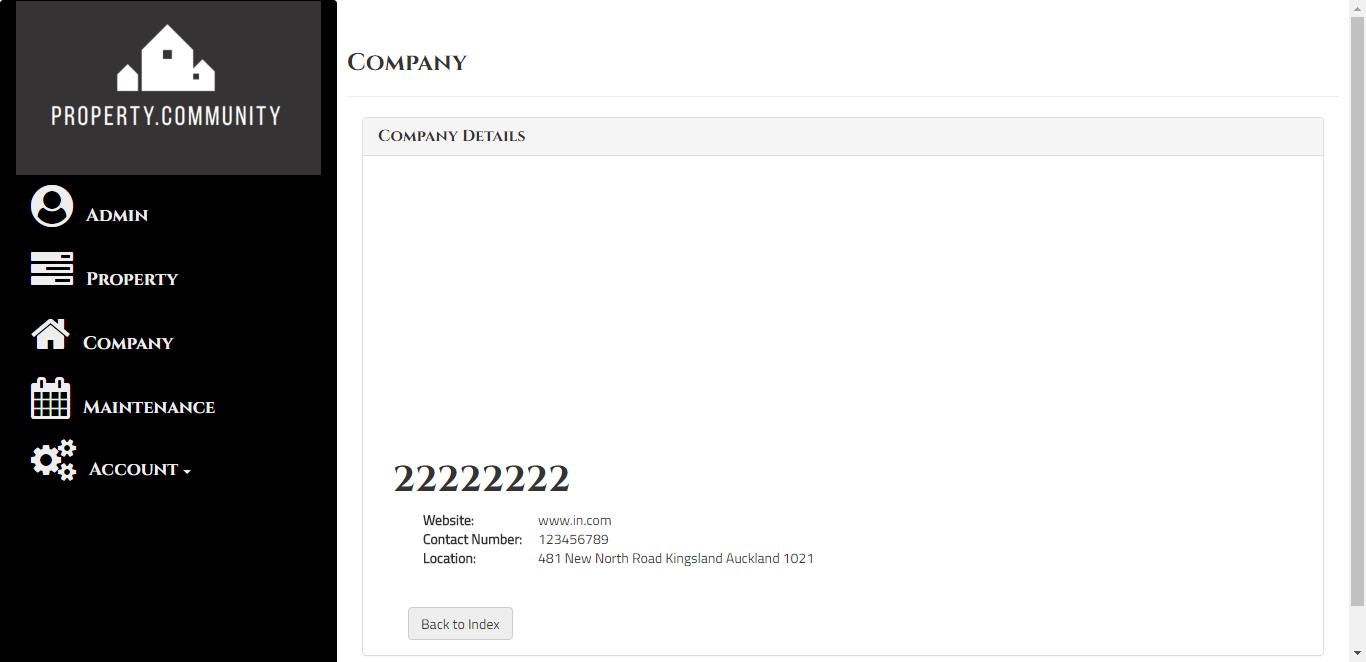 PROPERTY.COMMUNITY
Admin
Property
Company
Maintenance
Account
Company
Company Details
22222222
Website: www.in.com
Contact Number: 123456789
Location: 481 New North Road Kingsland Auckland 1021
Back to Index